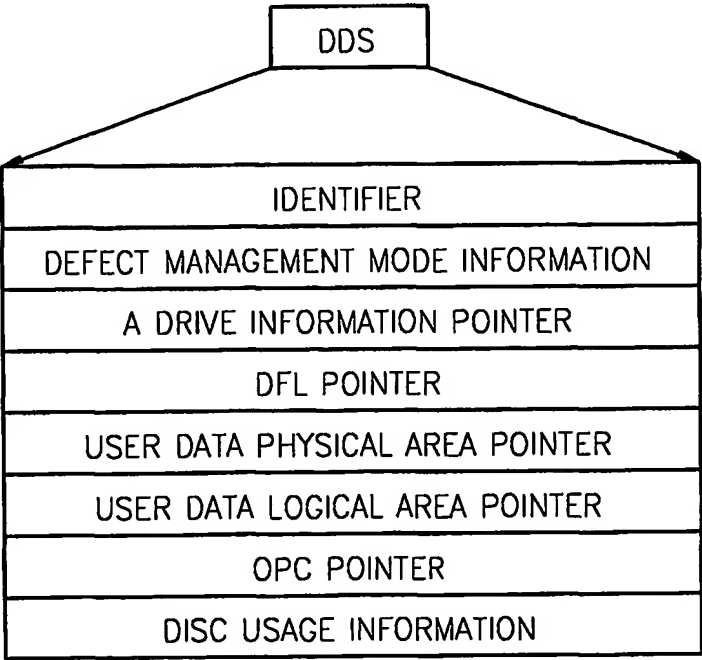 DDS
IDENTIFIER
DEFECT MANAGEMENT MODE INFORMATION
A DRIVE INFORMATION POINTER
DFL POINTER
USER DATA PHYSICAL AREA POINTER
USER DATA LOGICAL AREA POINTER
OPC POINTER
DISC USAGE INFORMATION